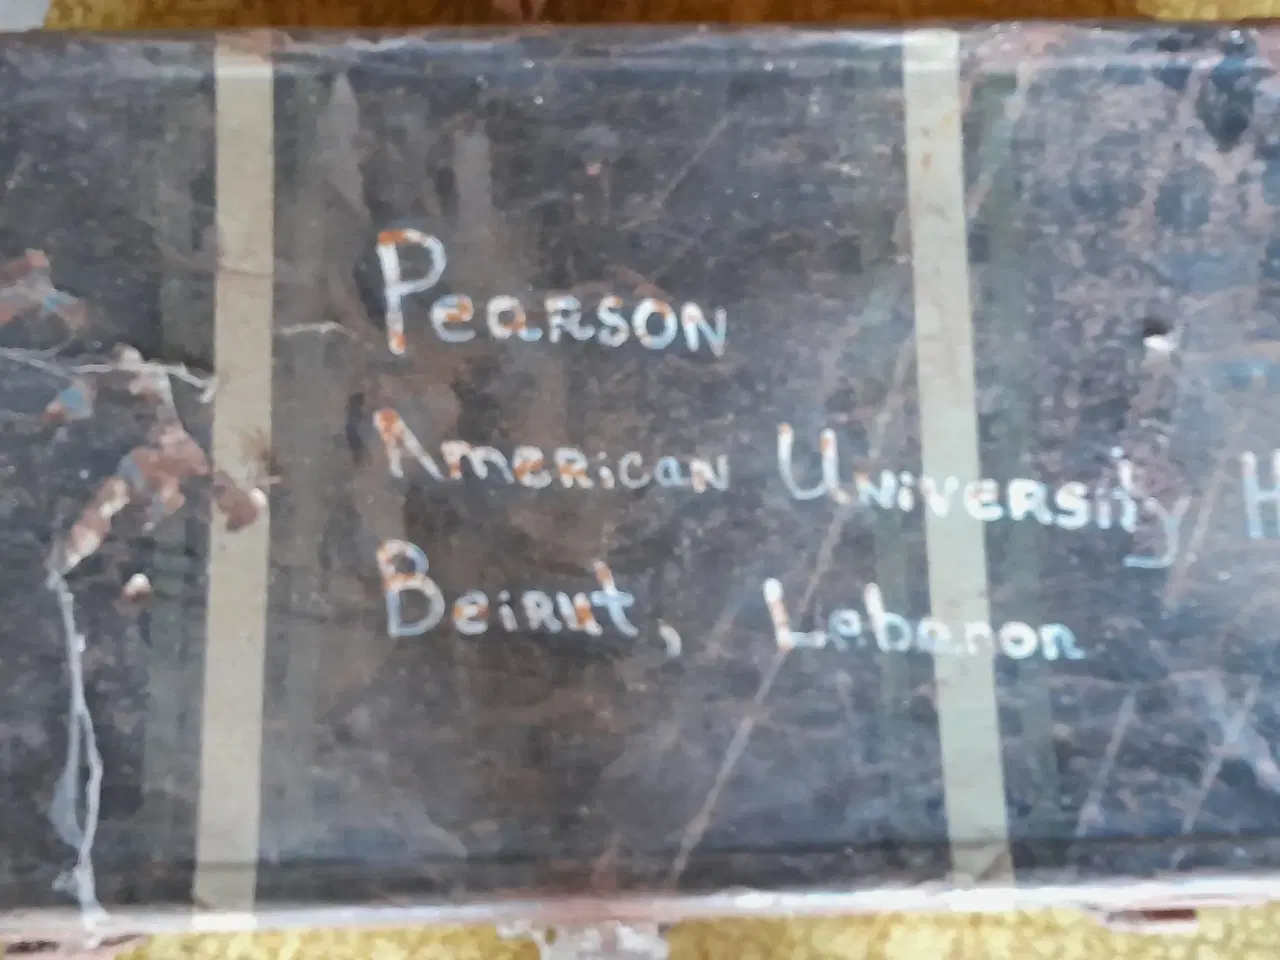 Pearson
American University H
Beirut, Lebanon